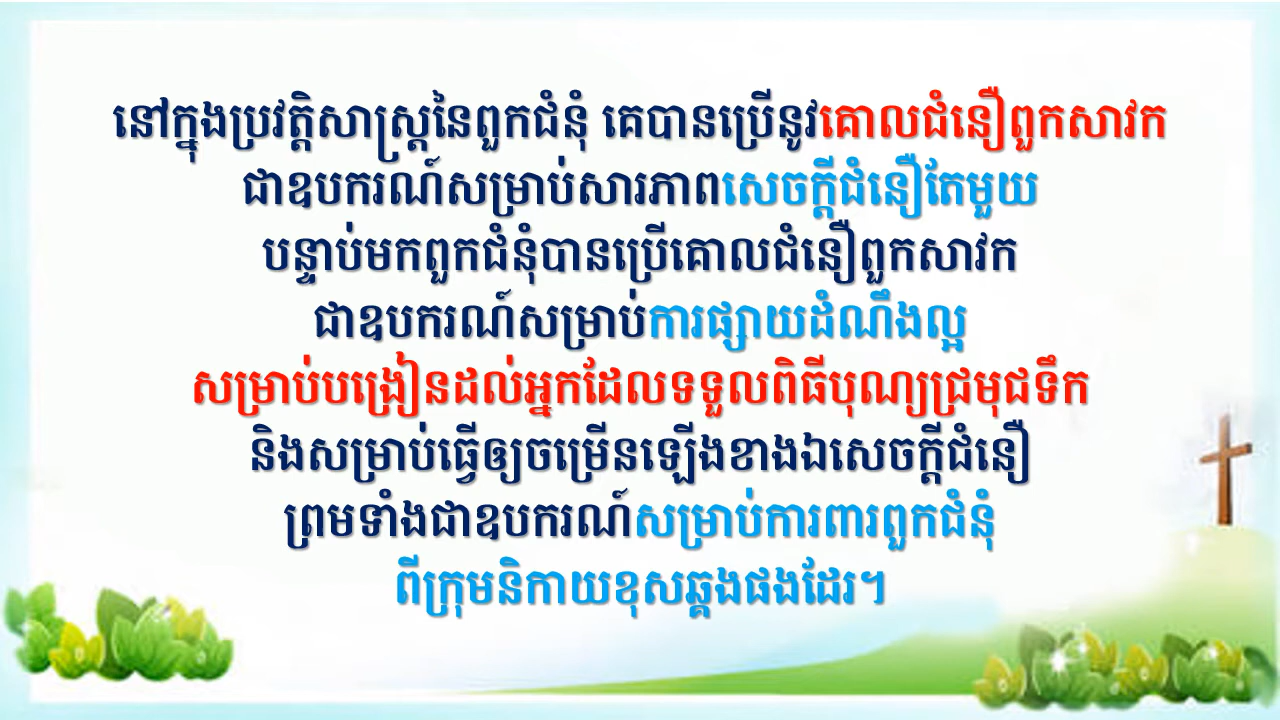 នៅក្នុងប្រវត្តិសាស្ត្រនៃពួកជំនុំ គេបានប្រើនូវគោលជំនឿពួកសាវក
ជាឧបករណ៍សម្រាប់សារភាពសេចក្ដីជំនឿតែមួយ
បន្ទាប់មកពួកជំនុំបានប្រើគោលជំនឿពួកសាវក
ជាឧបករណ៍សម្រាប់ការផ្សាយដំណឹងល្អ
សម្រាប់បង្រៀនដល់អ្នកដែលទទួលពិធីបុណ្យជ្រមុជទឹក
និងសម្រាប់ធ្វើឲ្យចម្រើនឡើងខាងឯសេចក្ដីជំនឿ
ព្រមទាំងជាឧបករណ៍សម្រាប់ការពារពួកជំនុំ
ពីក្រុមនិកាយខុសឆ្គងផងដែរ។